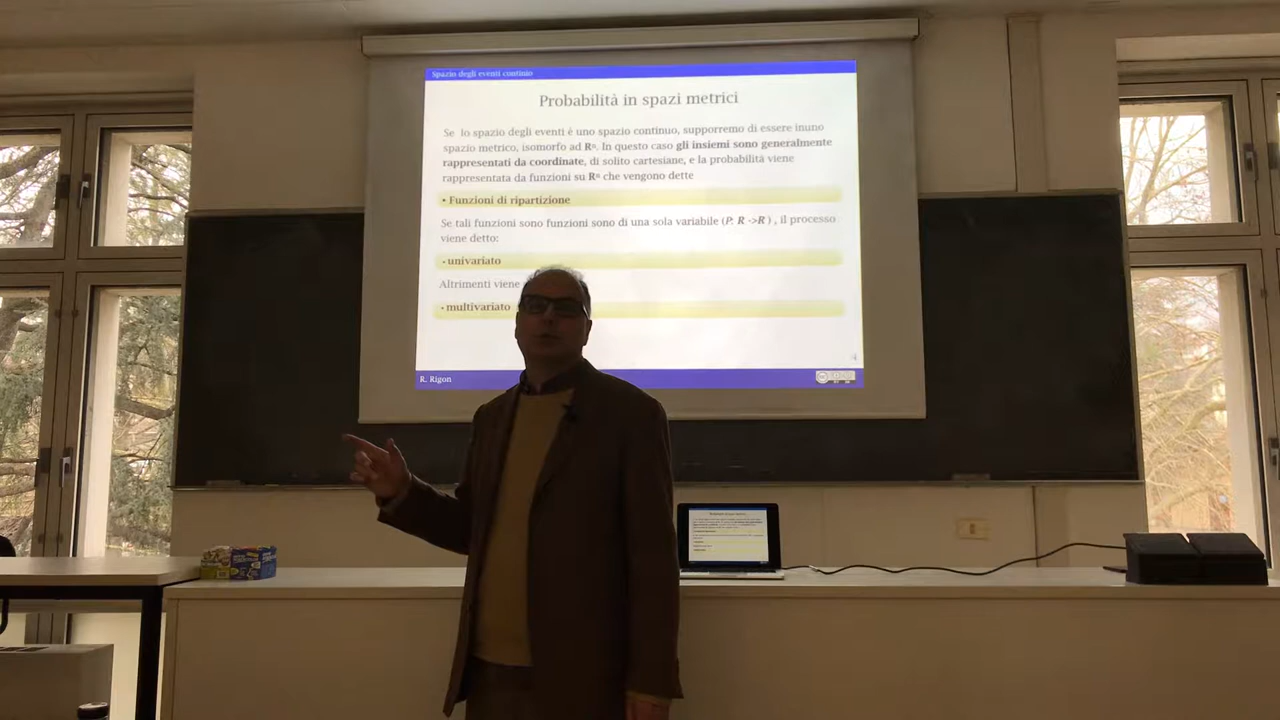 Spazio degli eventi continuo
Probabilità in spazi metrici
Se lo spazio degli eventi è uno spazio continuo, supporremo di essere inuno
spazio metrico, isomorfo ad Rⁿ. In questo caso gli insiemi sono generalmente
rappresentati da coordinate, di solito cartesiane, e la probabilità viene
rappresentata da funzioni su Rⁿ che vengono dette
• Funzioni di ripartizione
Se tali funzioni sono funzioni sono di una sola variabile (P: R ->R ) , il processo
viene detto:
• univariato
Altrimenti viene
• multivariato
4
R. Rigon